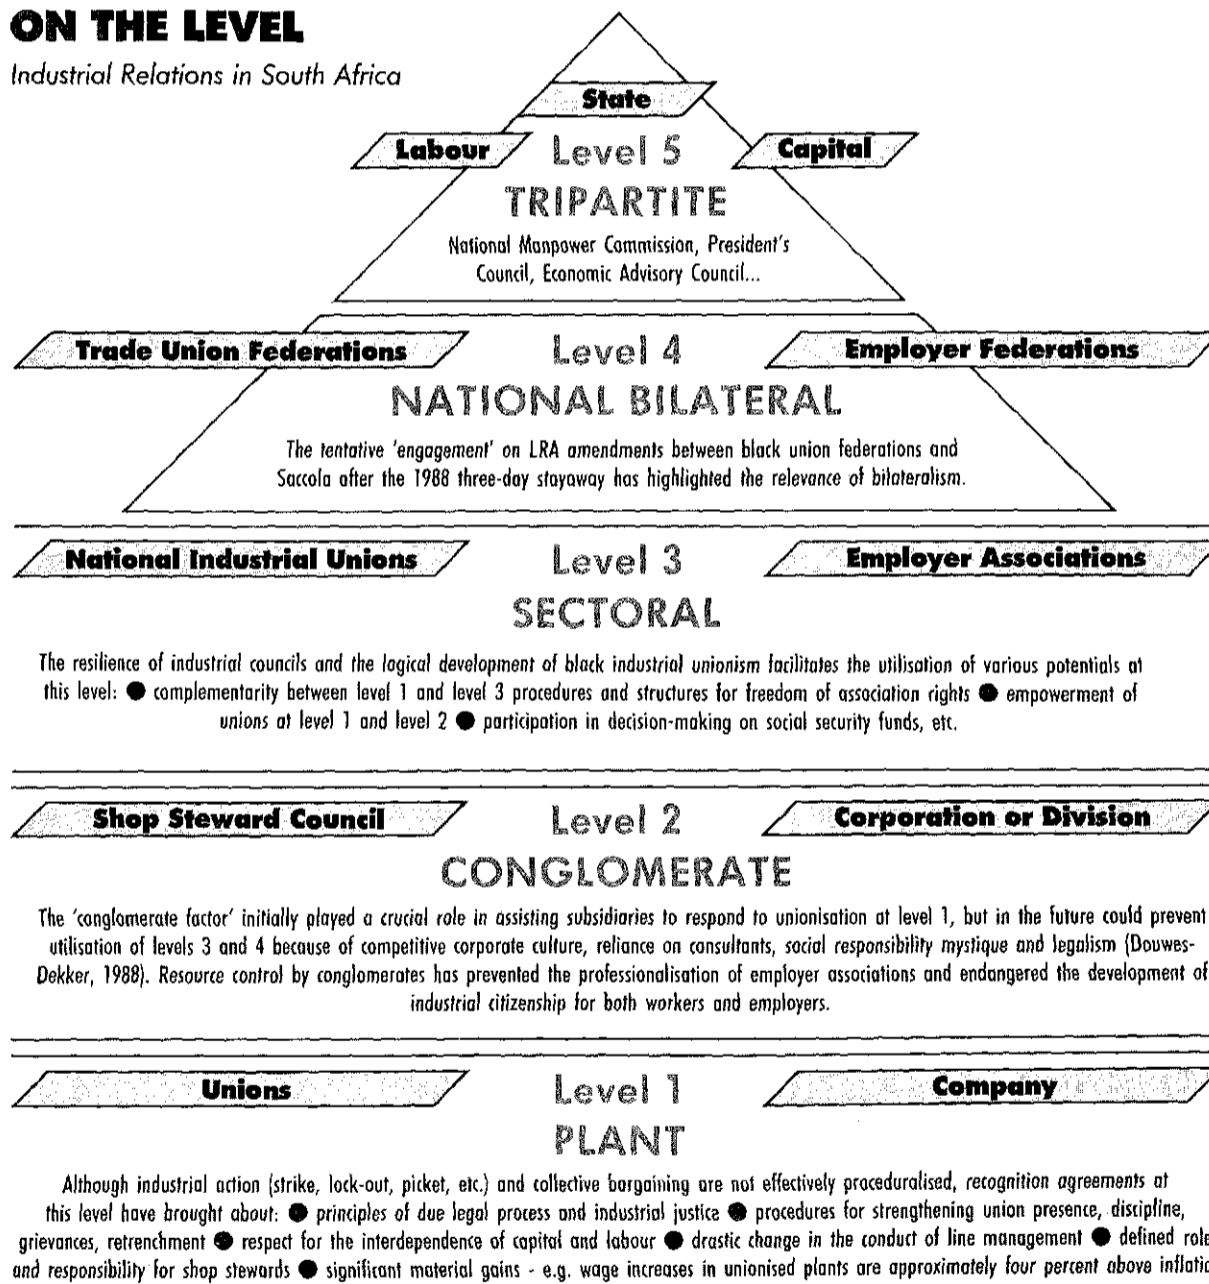 ON THE LEVEL
Industrial Relations in South Africa
State
Labour
Level 5
Capital
TRIPARTITE
National Manpower Commission, President's
Council, Economic Advisory Council...
Trade Union Federations
Level 4
Employer Federations
NATIONAL BILATERAL
The tentative 'engagement' on LRA amendments between black union federations and
Saccola after the 1988 three-day stayaway has highlighted the relevance of bilateralism.
National Industrial Unions
Level 3
Employer Associations
SECTORAL
The resilience of industrial councils and the logical development of black industrial unionism facilitates the utilisation of various potentials at
this level: ● complementarity between level 1 and level 3 procedures and structures for freedom of association rights ● empowerment of
unions at level 1 and level 2 ● participation in decision-making on social security funds, etc.
Shop Steward Council
Level 2
Corporation or Division
CONGLOMERATE
The 'conglomerate factor' initially played a crucial role in assisting subsidiaries to respond to unionisation at level 1, but in the future could prevent
utilisation of levels 3 and 4 because of competitive corporate culture, reliance on consultants, social responsibility mystique and legalism (Douwes-
Dekker, 1988). Resource control by conglomerates has prevented the professionalisation of employer associations and endangered the development of
industrial citizenship for both workers and employers.
Unions
Level 1
Company
PLANT
Although industrial action (strike, lock-out, picket, etc.) and collective bargaining are not effectively proceduralised, recognition agreements at
this level have brought about: ● principles of due legal process and industrial justice ● procedures for strengthening union presence, discipline,
grievances, retrenchment ● respect for the interdependence of capital and labour ● drastic change in the conduct of line management ● defined role
and responsibility for shop stewards ● significant material gains - e.g. wage increases in unionised plants are approximately four percent above